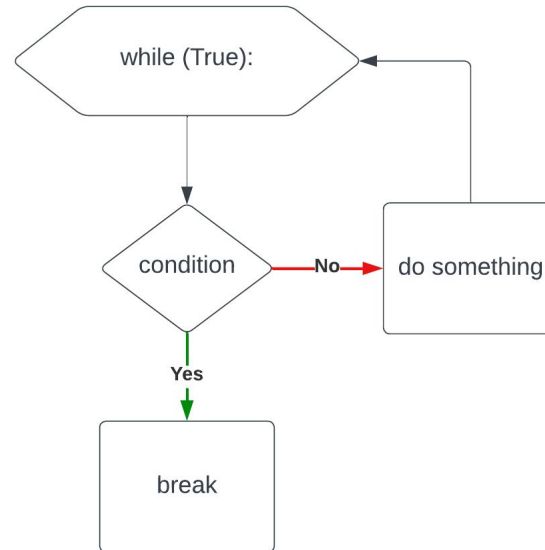 while (True):
condition
No
do something
Yes
break